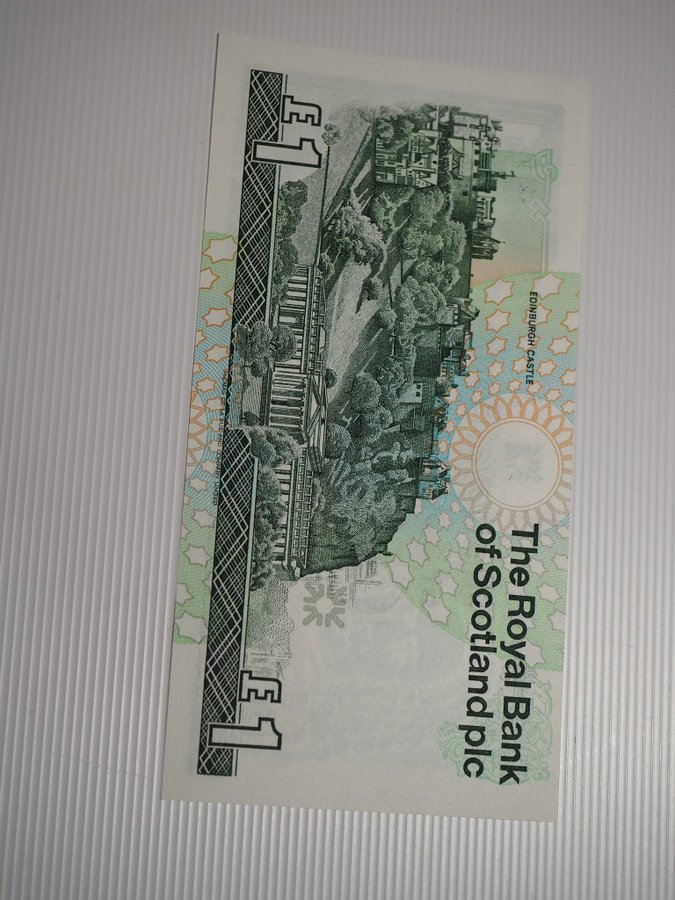 £1
EDINBURGH CASTLE
The Royal Bank
of Scotland plc
£1